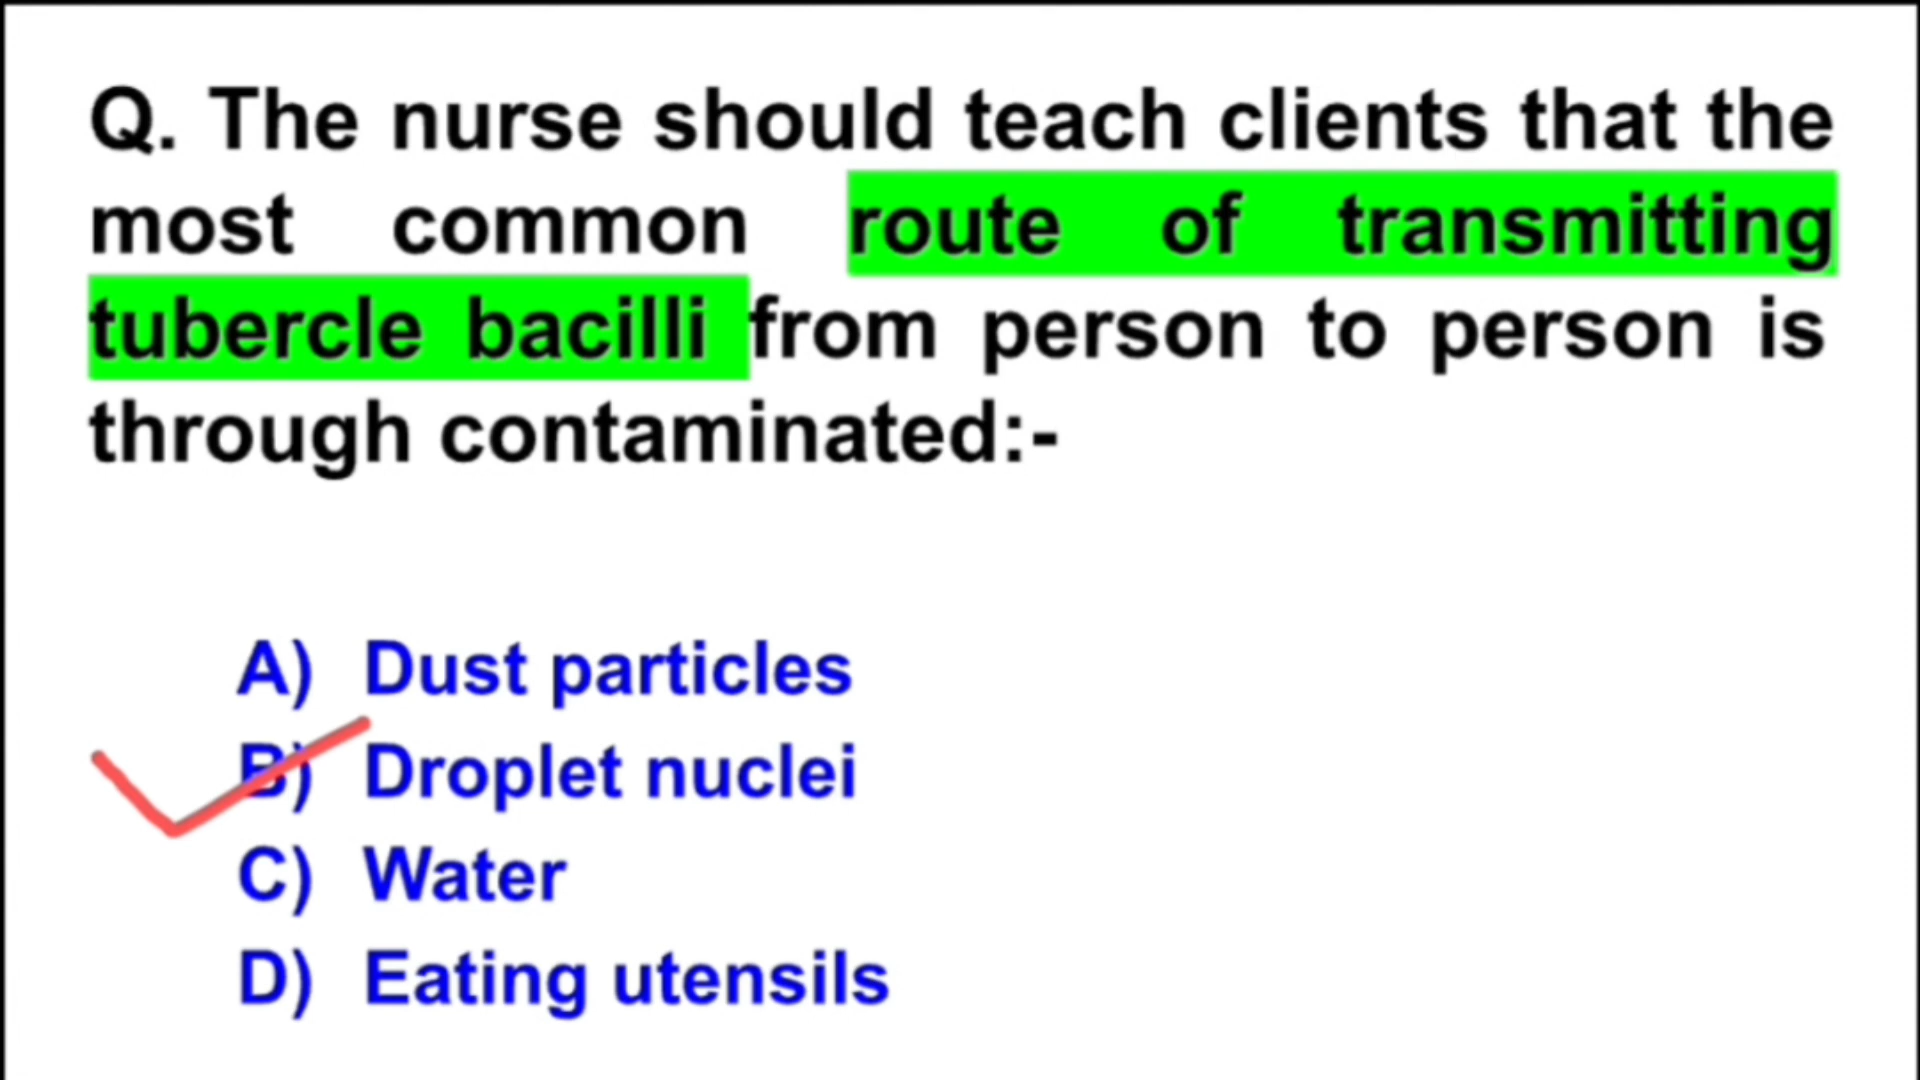 Q. The nurse should teach clients that the
most common route of transmitting
tubercle bacilli from person to person is
through contaminated:-
A) Dust particles
B) Droplet nuclei
C) Water
D) Eating utensils